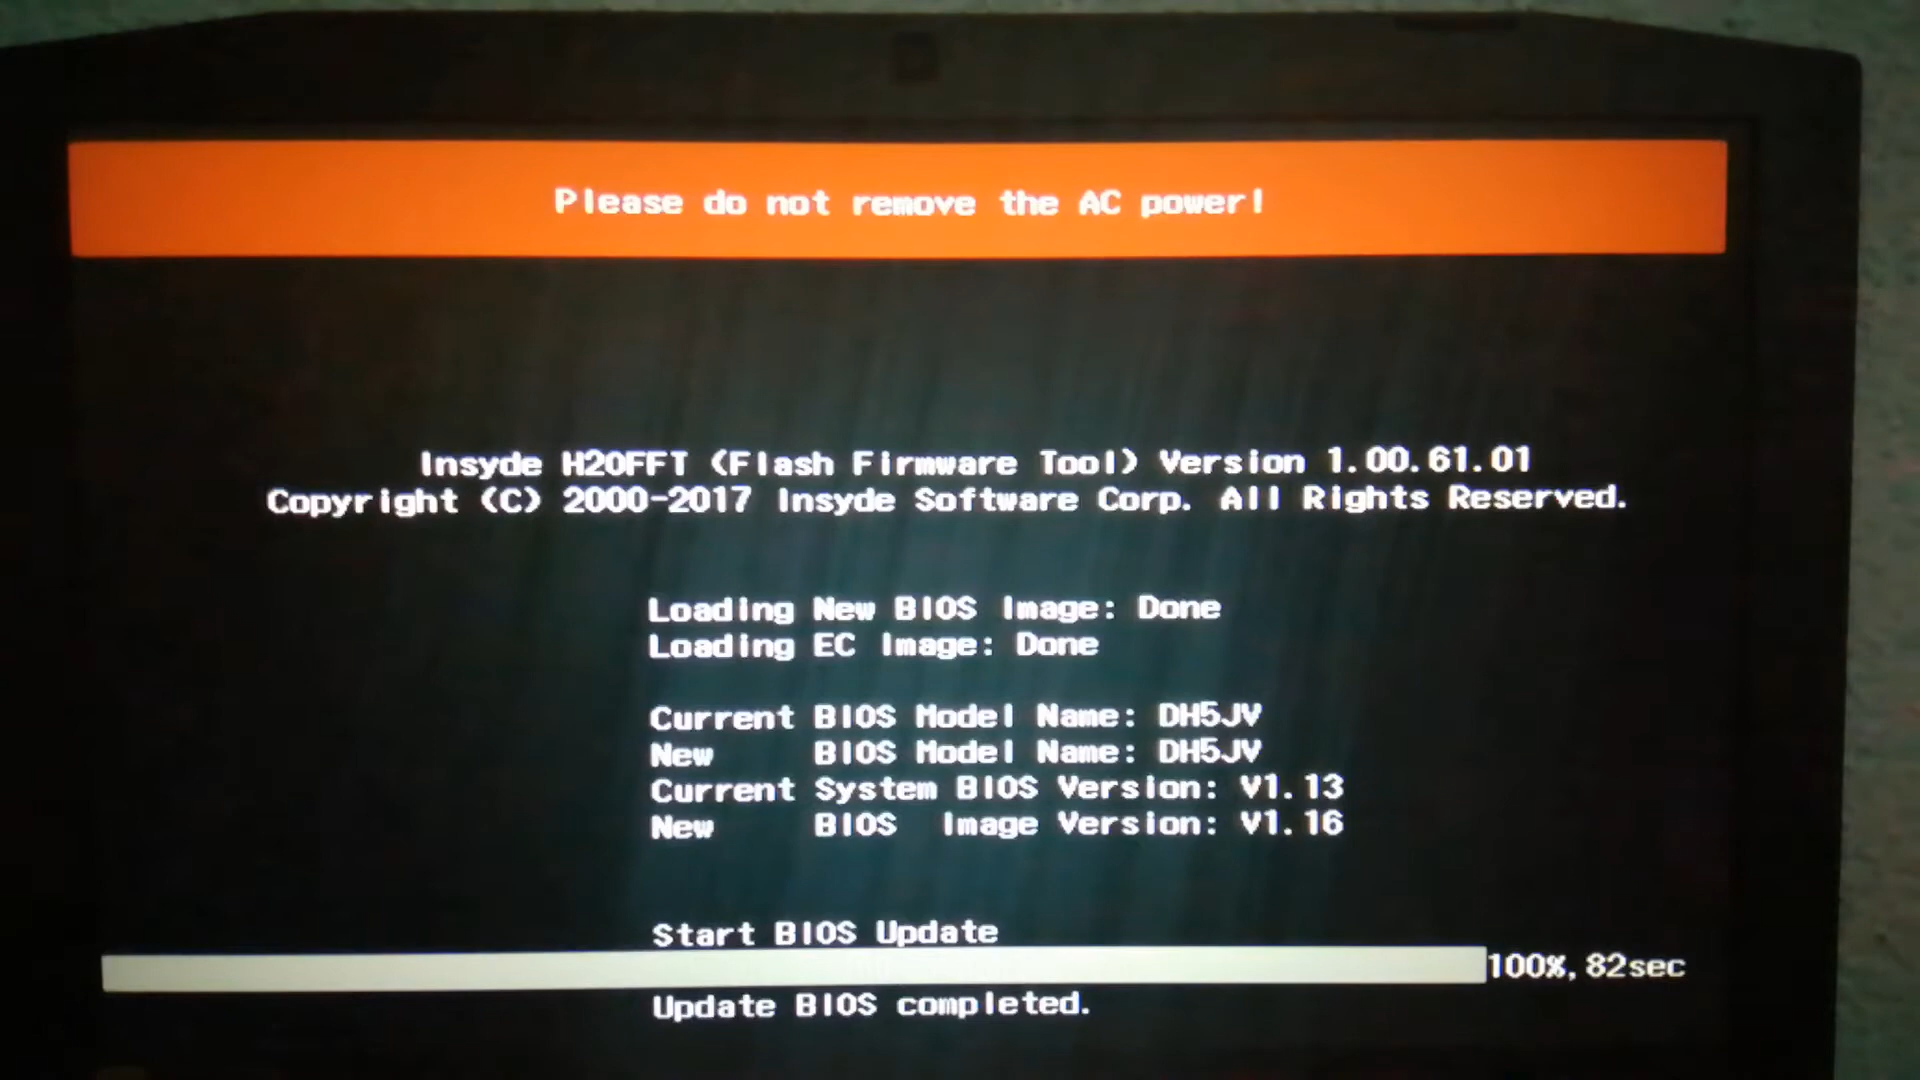 Please do not remove the AC power!
Insyde H2OFFT (Flash Firmware Tool) Version 1.00.61.01
Copyright (C) 2000-2017 Insyde Software Corp. All Rights Reserved.
Loading New BIOS Image: Done
Loading EC Image: Done
Current BIOS Model Name: DH5JV
New BIOS Model Name: DH5JV
Current System BIOS Version: V1.13
New BIOS Image Version: V1.16
Start BIOS Update
100%, 82sec
Update BIOS completed.